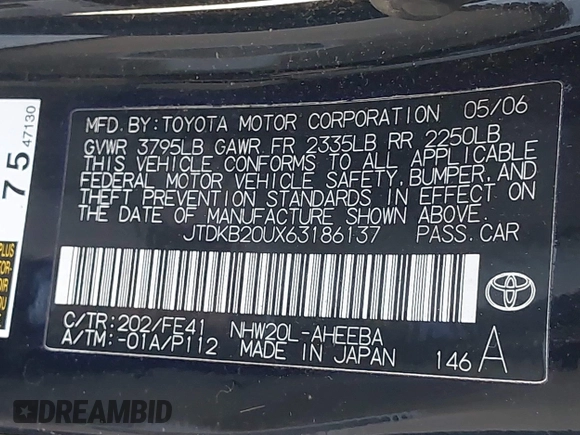 75 47130
MFD. BY: TOYOTA MOTOR CORPORATION 05/06
GVWR 3795LB GAWR FR 2335LB RR 2250LB
THIS VEHICLE CONFORMS TO ALL APPLICABLE
FEDERAL MOTOR VEHICLE SAFETY, BUMPER, AND
THEFT PREVENTION STANDARDS IN EFFECT ON
THE DATE OF MANUFACTURE SHOWN ABOVE.
JTDKB20UX63186137 PASS. CAR
C/TR: 202/FE41 NHW20L-AHEEBA
A/TM: -01A/P112 MADE IN JAPAN 146 A
DREAMBID